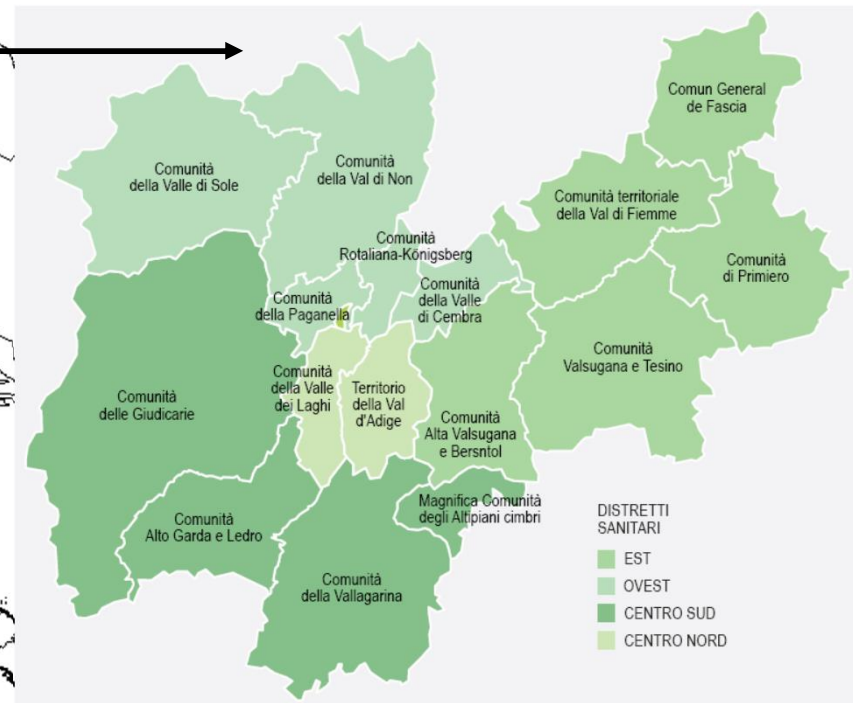 Comun General
de Fascia
Comunità
della Valle di Sole
Comunità
della Val di Non
Comunità territoriale
della Val di Fiemme
Comunità
Rotaliana-Königsberg
Comunità
di Primiero
Comunità
della Paganella
Comunità
della Valle
di Cembra
Comunità
Valsugana e Tesino
Comunità
delle Giudicarie
Comunità
della Valle
dei Laghi
Territorio
della Val
d'Adige
Comunità
Alta Valsugana
e Bersntol
Magnifica Comunità
degli Altipiani cimbri
Comunità
Alto Garda e Ledro
Comunità
della Vallagarina
DISTRETTI
SANITARI
EST
OVEST
CENTRO SUD
CENTRO NORD